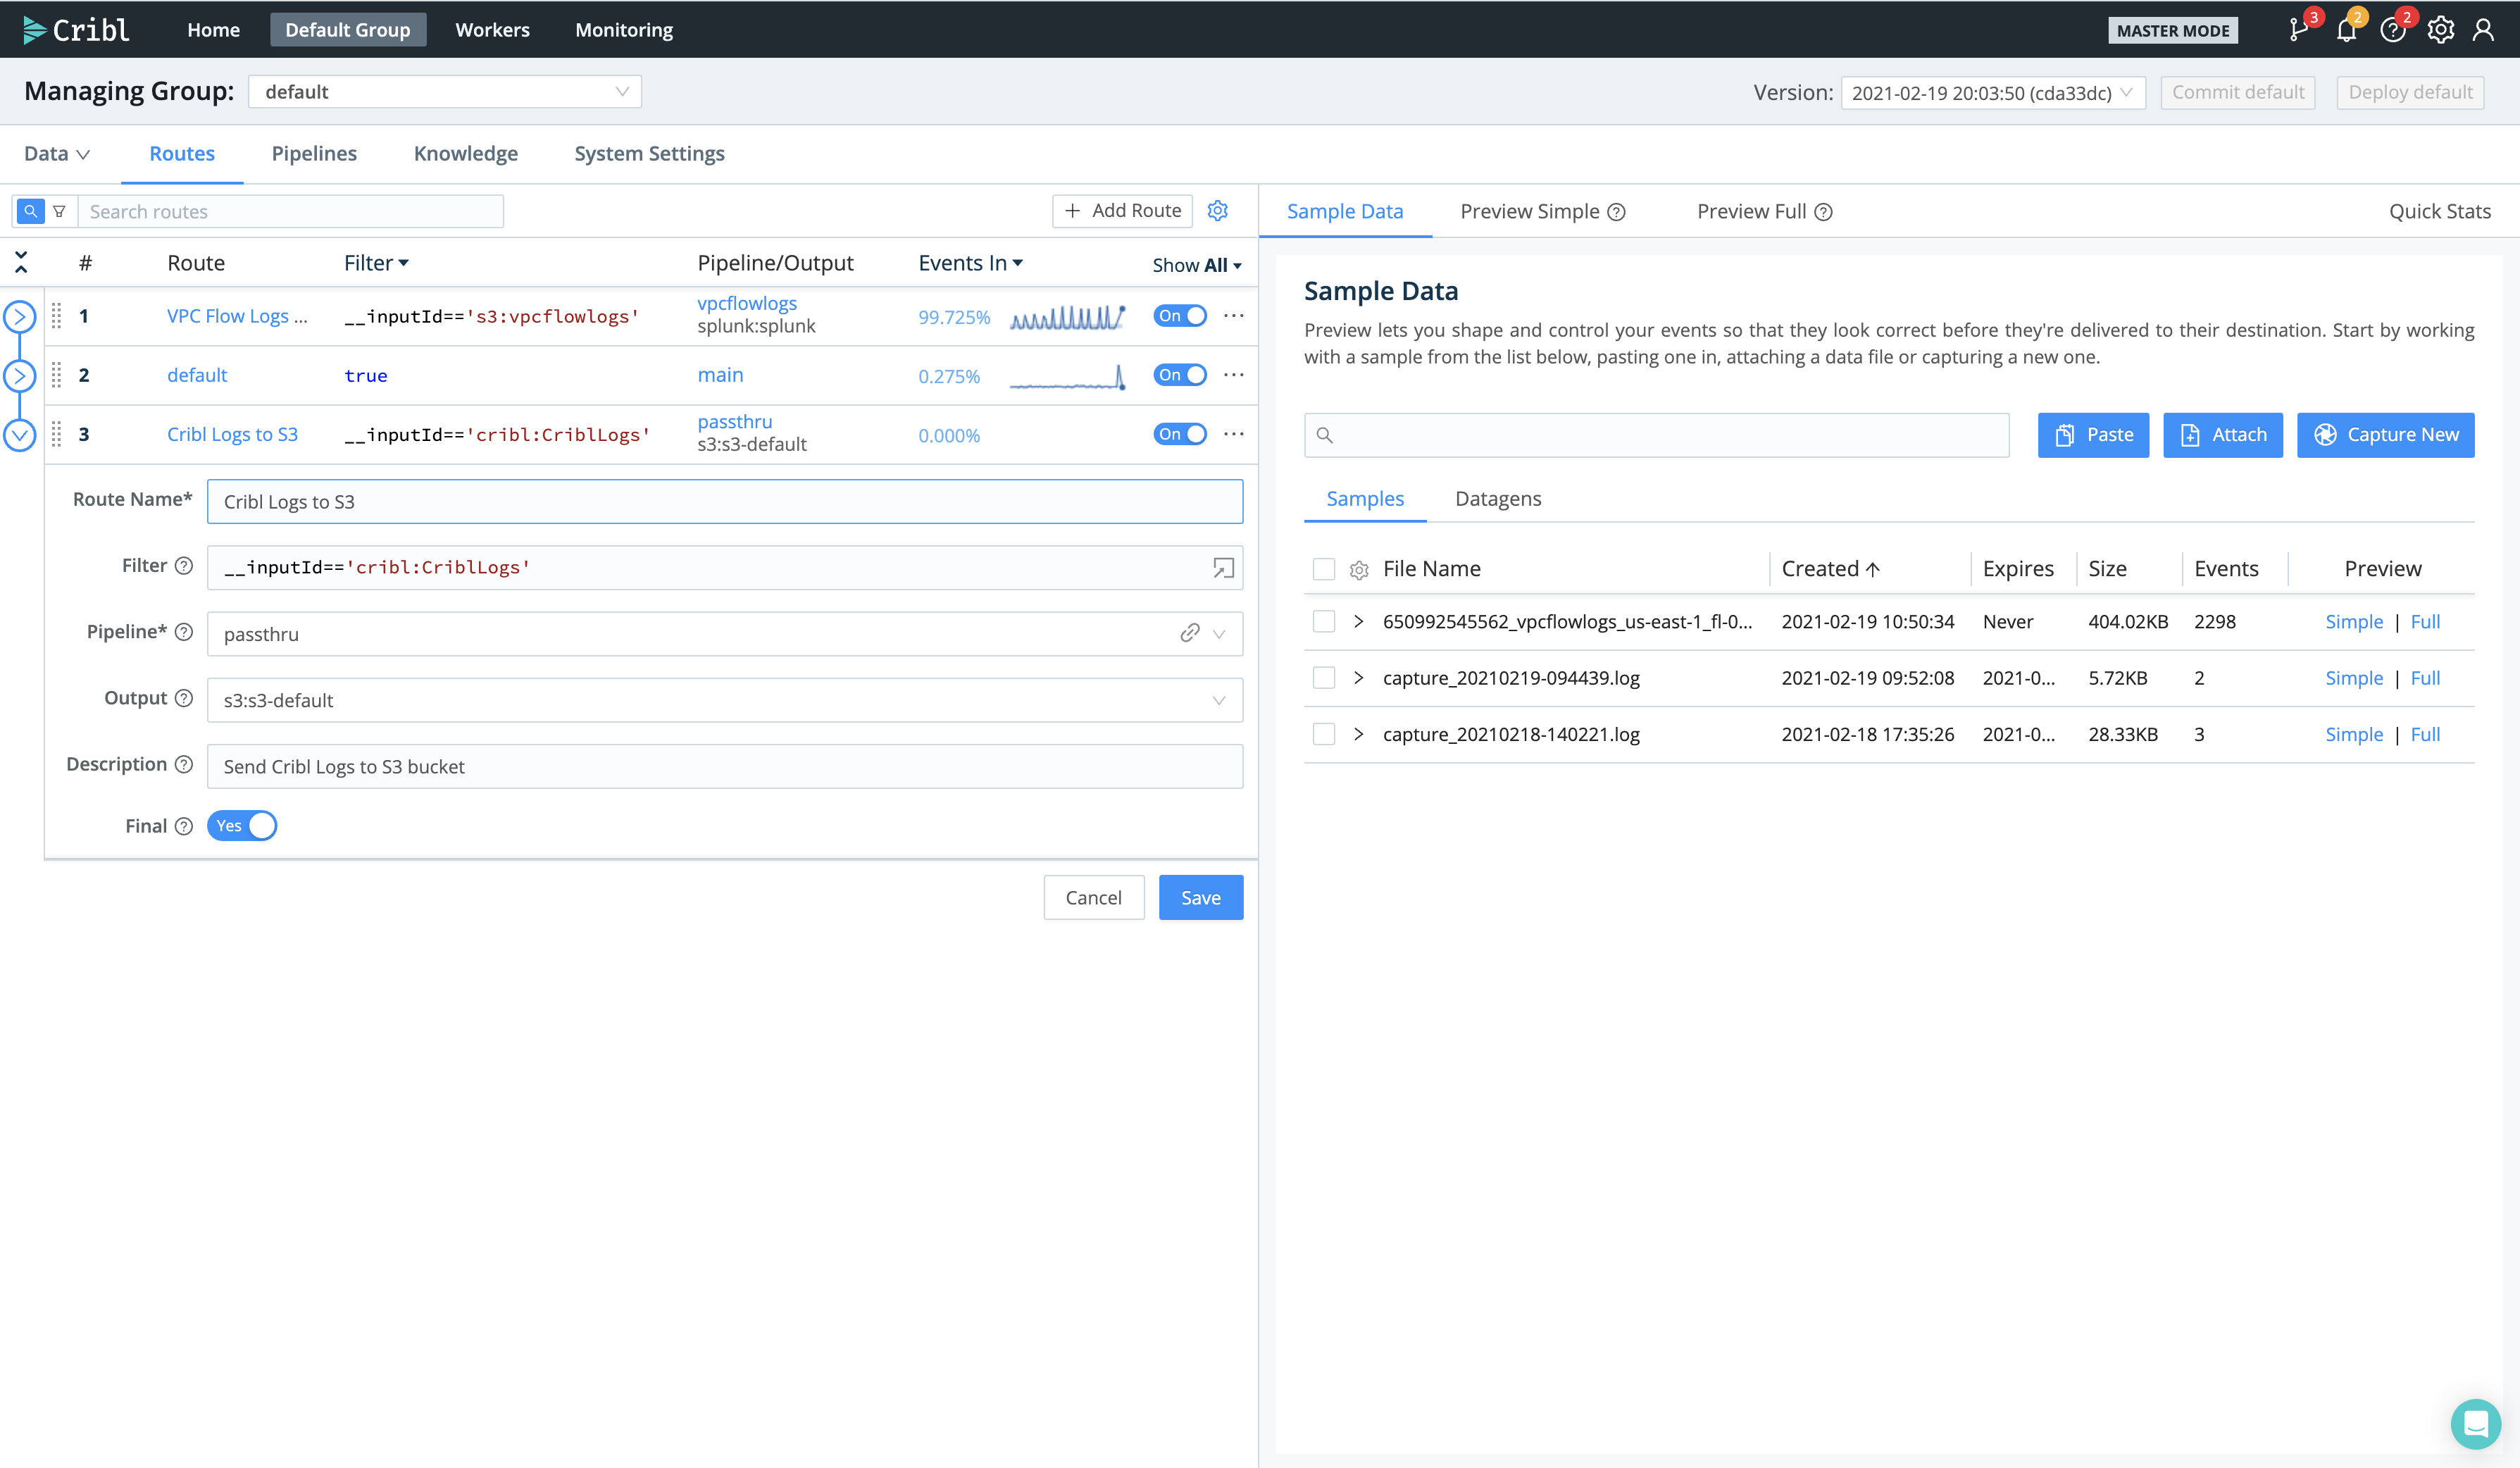 Cribl Home Default Group Workers Monitoring MASTER MODE 3 2 2
Managing Group: default Version: 2021-02-19 20:03:50 (cda33dc) Commit default Deploy default
Data Routes Pipelines Knowledge System Settings
Search routes + Add Route Sample Data Preview Simple Preview Full Quick Stats
# Route Filter Pipeline/Output Events In Show All
1 VPC Flow Logs ... __inputId=='s3:vpcflowlogs' vpcflowlogs 99.725% On ...
splunk:splunk
2 default true main 0.275% On ...
3 Cribl Logs to S3 __inputId=='cribl:CriblLogs' passthru 0.000% On ...
s3:s3-default
Route Name* Cribl Logs to S3
Filter __inputId=='cribl:CriblLogs'
Pipeline* passthru
Output s3:s3-default
Description Send Cribl Logs to S3 bucket
Final Yes
Cancel Save
Sample Data
Preview lets you shape and control your events so that they look correct before they're delivered to their destination. Start by working
with a sample from the list below, pasting one in, attaching a data file or capturing a new one.
Paste Attach Capture New
Samples Datagens
File Name Created Expires Size Events Preview
650992545562_vpcflowlogs_us-east-1_fl-0... 2021-02-19 10:50:34 Never 404.02KB 2298 Simple | Full
capture_20210219-094439.log 2021-02-19 09:52:08 2021-0... 5.72KB 2 Simple | Full
capture_20210218-140221.log 2021-02-18 17:35:26 2021-0... 28.33KB 3 Simple | Full